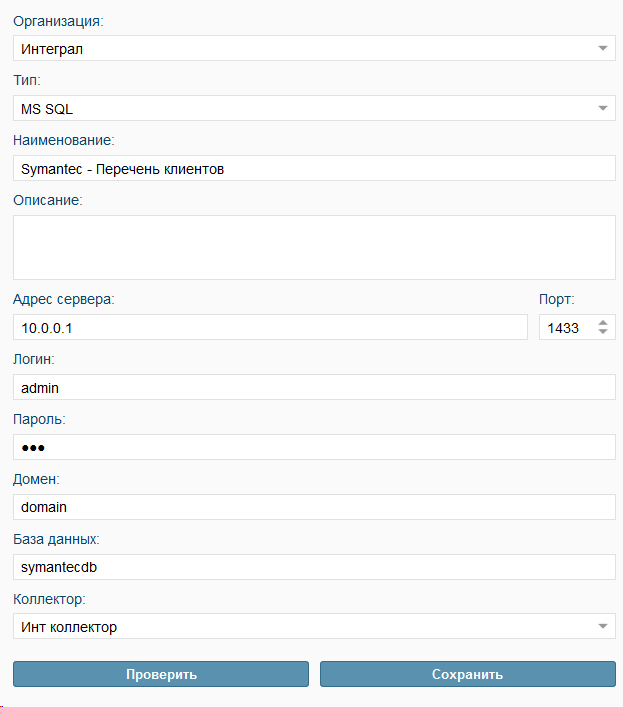 Организация:
Интеграл
Тип:
MS SQL
Наименование:
Symantec - Перечень клиентов
Описание:
Адрес сервера: Порт:
10.0.0.1 1433
Логин:
admin
Пароль:
●●●
Домен:
domain
База данных:
symantecdb
Коллектор:
Инт коллектор
Проверить Сохранить